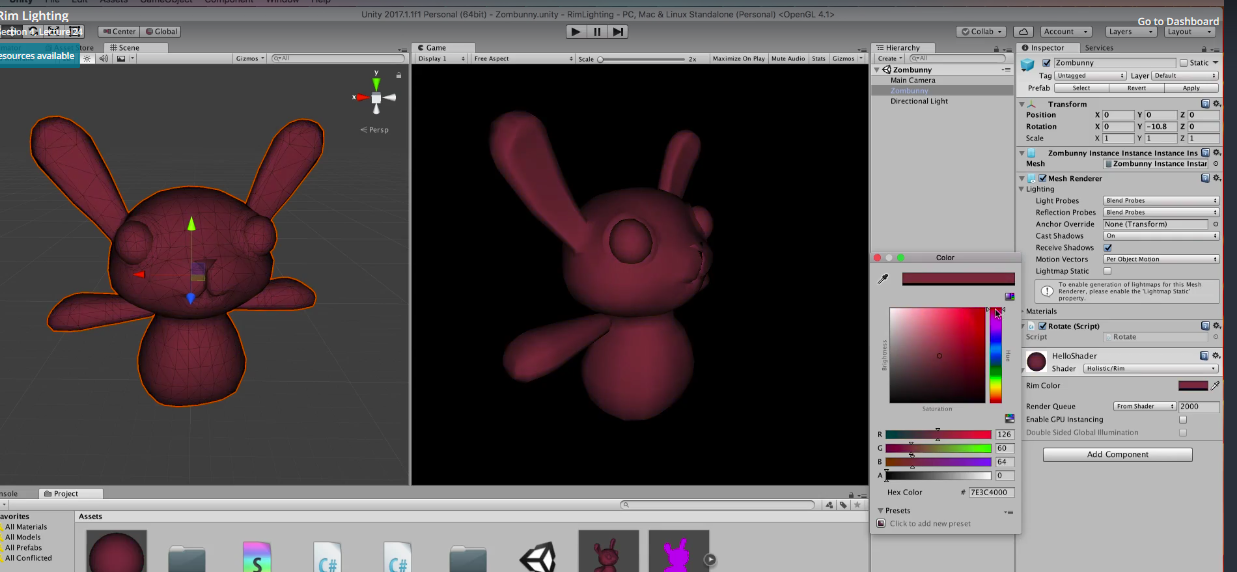 Rim Lighting
Unity 2017.1.1f1 Personal (64bit) - Zombunny.unity - RimLighting - PC, Mac & Linux Standalone (Personal) <OpenGL 4.1>
Go to Dashboard
Section 4, Lecture 24
Center Global
Collab Account Layers Layout
Resources available
Scene
Game
Hierarchy
Inspector Services
Gizmos All
Display 1 Free Aspect Scale 2x Maximize On Play Mute Audio Stats Gizmos
Create All
Zombunny
Main Camera
Zombunny
Directional Light
y
x
Persp
Zombunny Static
Tag Untagged Layer Default
Prefab Select Revert Apply
Transform
Position X 0 Y 0 Z 0
Rotation X 0 Y -10.8 Z 0
Scale X 1 Y 1 Z 1
Zombunny Instance Instance Instance Ins
Mesh Zombunny Instance Instar
Mesh Renderer
Lighting
Light Probes Blend Probes
Reflection Probes Blend Probes
Anchor Override None (Transform)
Cast Shadows On
Receive Shadows
Motion Vectors Per Object Motion
Lightmap Static
To enable generation of lightmaps for this Mesh
Renderer, please enable the 'Lightmap Static'
property.
Materials
Rotate (Script)
Script Rotate
HelloShader
Shader Holistic/Rim
Rim Color
Render Queue From Shader 2000
Enable GPU Instancing
Double Sided Global Illumination
Add Component
Color
Brightness
Hue
Saturation
R 126
G 60
B 64
A 0
Hex Color # 7E3C4000
Presets
Click to add new preset
nsole Project
avorites
All Materials
All Models
All Prefabs
All Conflicted
Assets
S C# C#